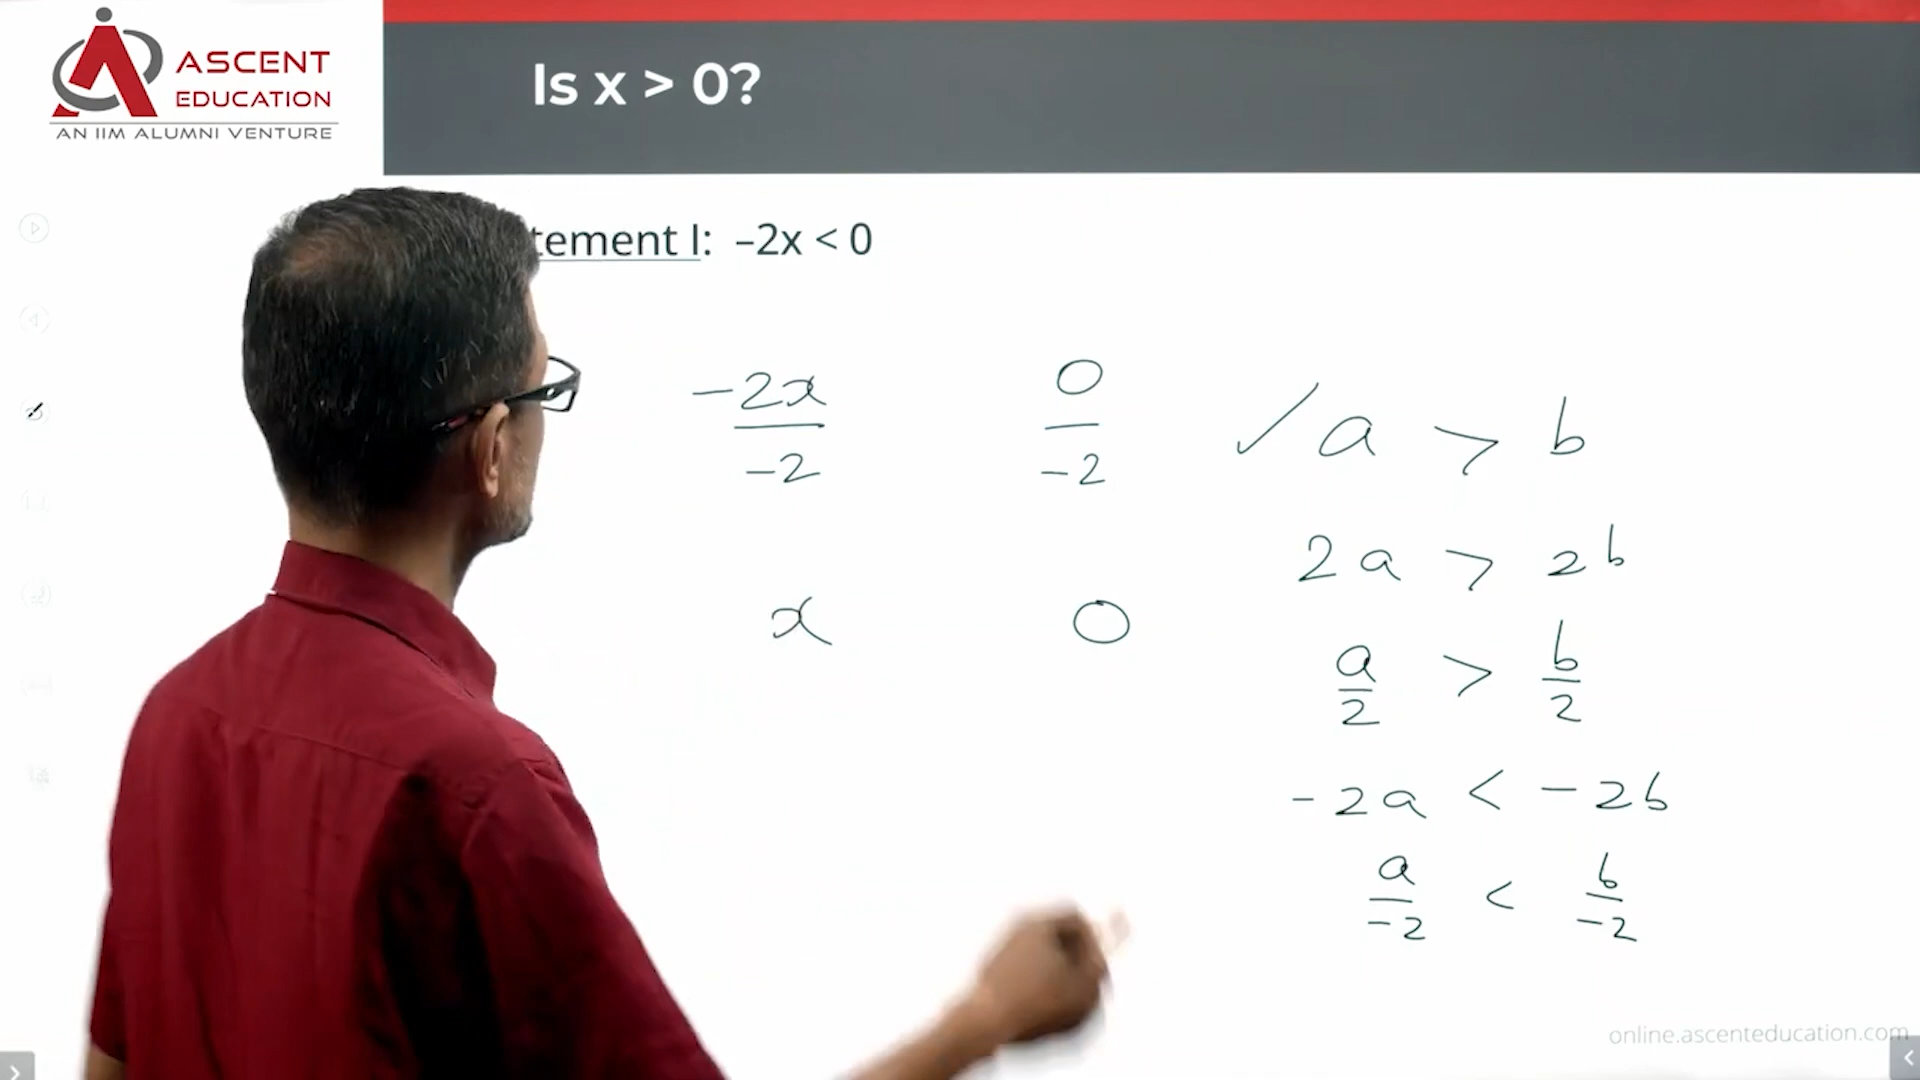 ASCENT
EDUCATION
AN IIM ALUMNI VENTURE
Is x > 0?
tement I: –2x < 0
-2x/-2 0/-2
x 0
✓ a > b
2a > 2b
a/2 > b/2
-2a < -2b
a/-2 < b/-2
online.ascenteducation.com